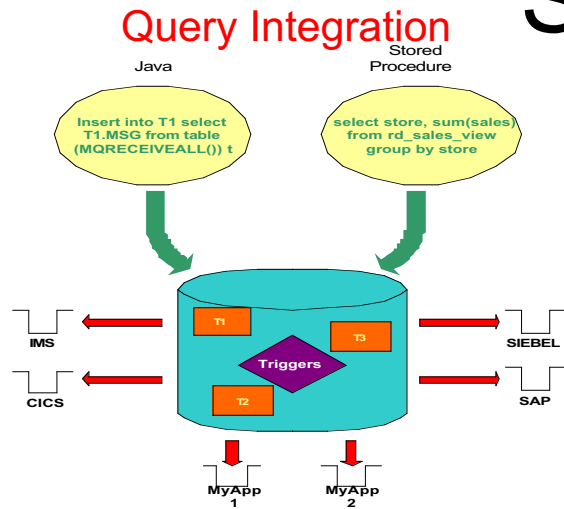 Query Integration
S
Java
Stored
Procedure
Insert into T1 select
T1.MSG from table
(MQRECEIVEALL()) t
select store, sum(sales)
from rd_sales_view
group by store
T1
T3
Triggers
T2
IMS
CICS
SIEBEL
SAP
MyApp
1
MyApp
2